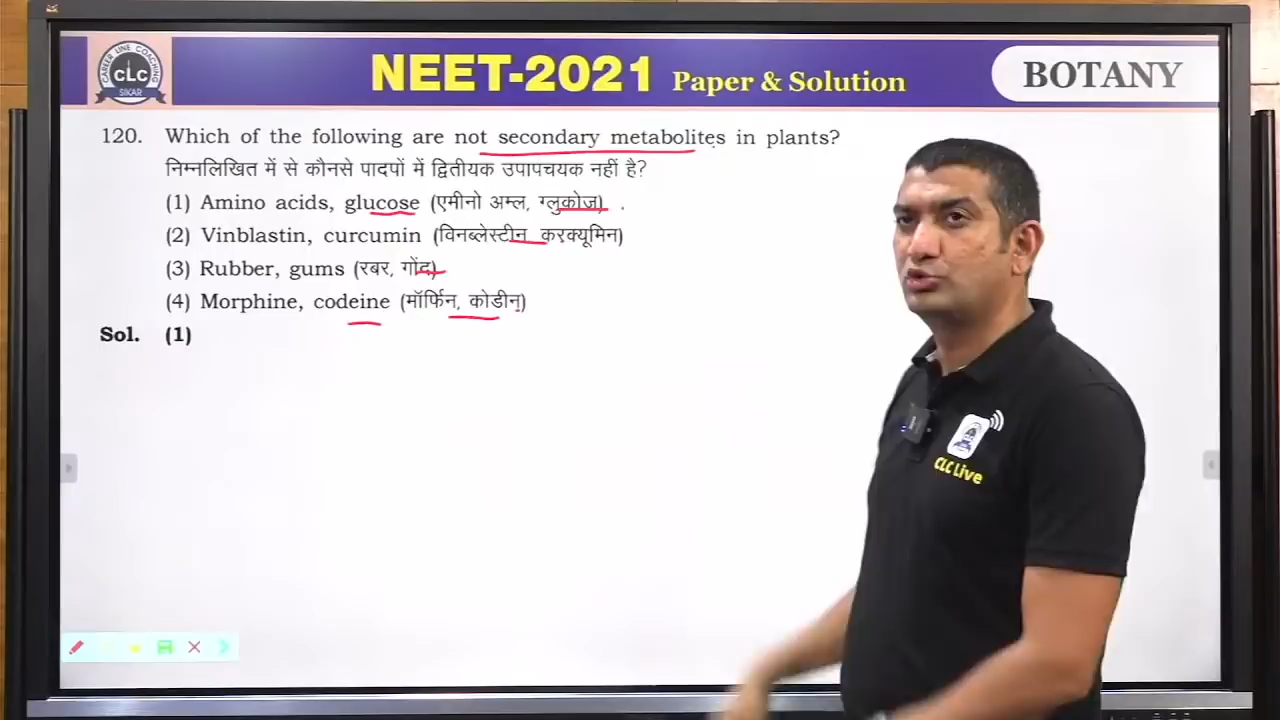 CAREER LINE COACHING
CLC
SIKAR
NEET-2021 Paper & Solution
BOTANY
120. Which of the following are not secondary metabolites in plants?
निम्नलिखित में से कौनसे पादपों में द्वितीयक उपापचयक नहीं है?
(1) Amino acids, glucose (एमीनो अम्ल, ग्लुकोज)
(2) Vinblastin, curcumin (विनब्लेस्टीन, करक्यूमिन)
(3) Rubber, gums (रबर, गोंद)
(4) Morphine, codeine (मॉर्फिन, कोडीन)
Sol. (1)
CLC
CLC Live